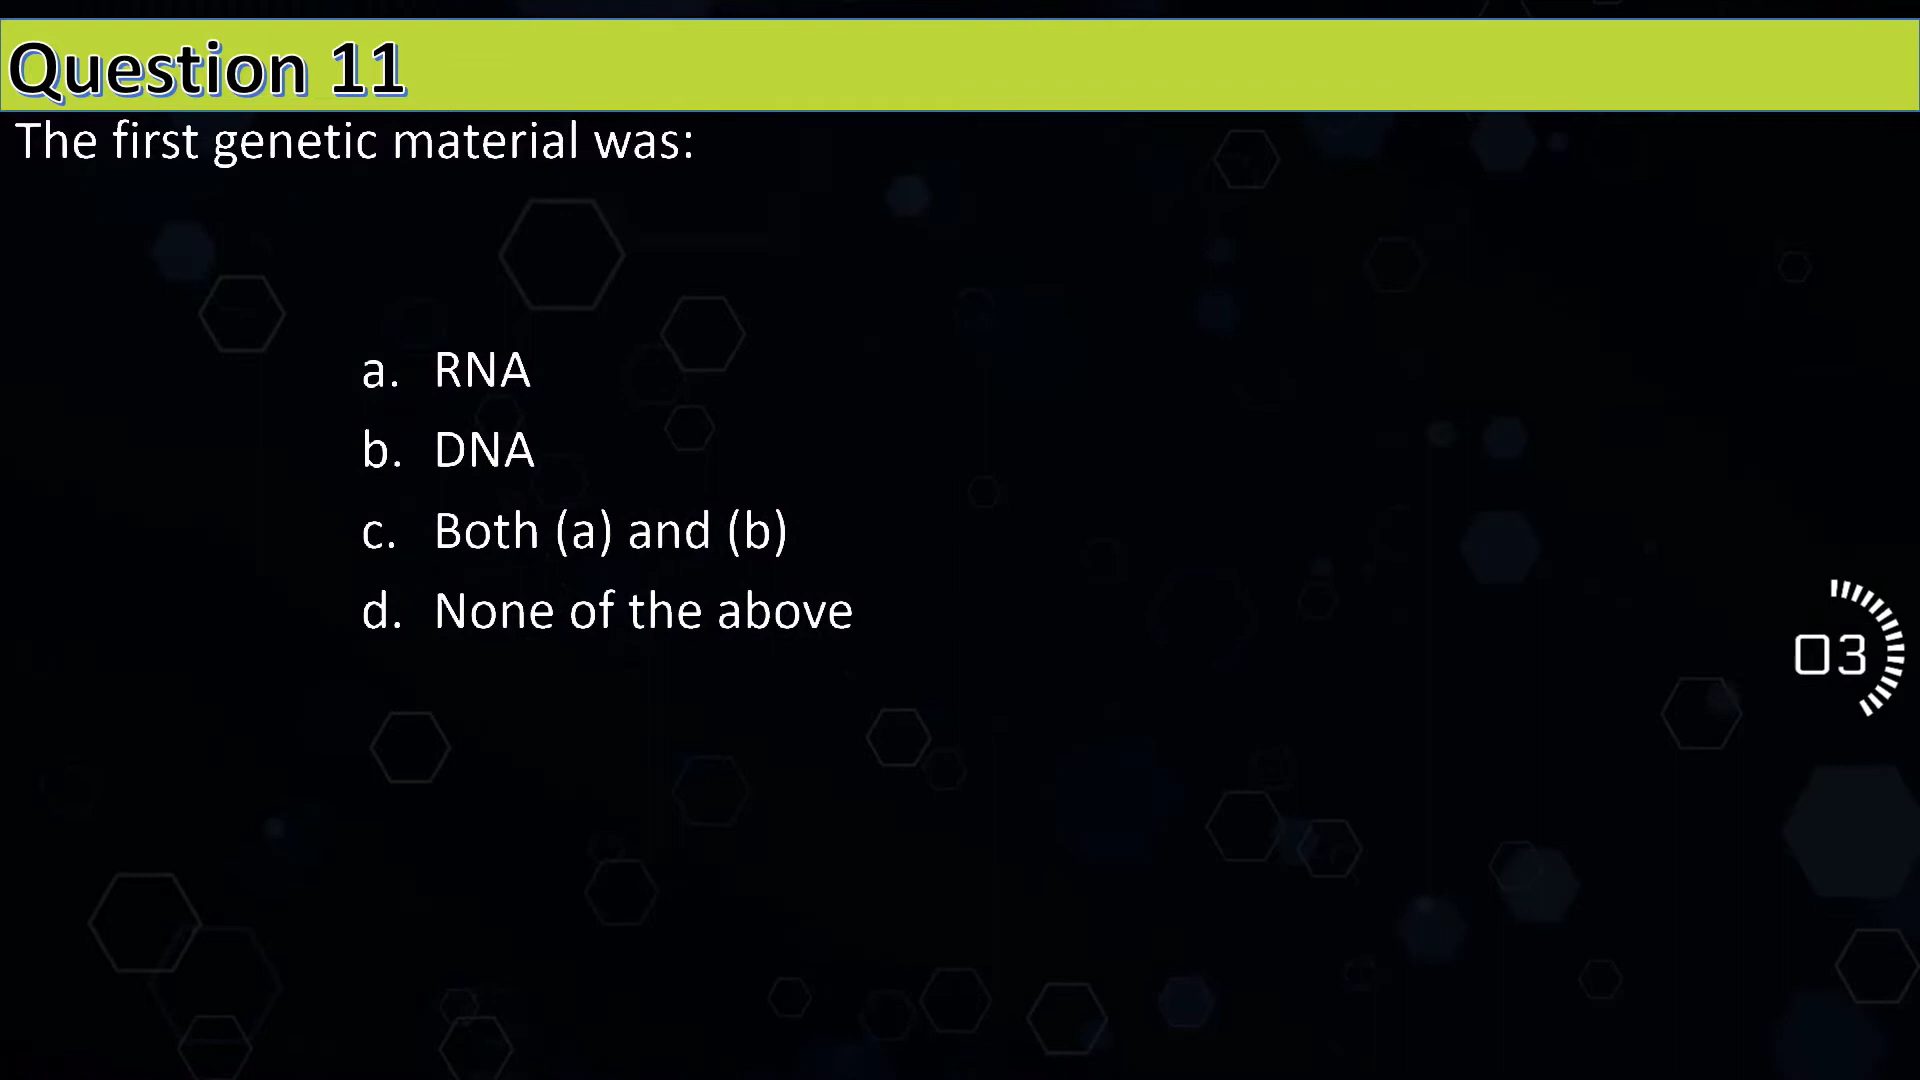 Question 11
The first genetic material was:
a. RNA
b. DNA
c. Both (a) and (b)
d. None of the above
03